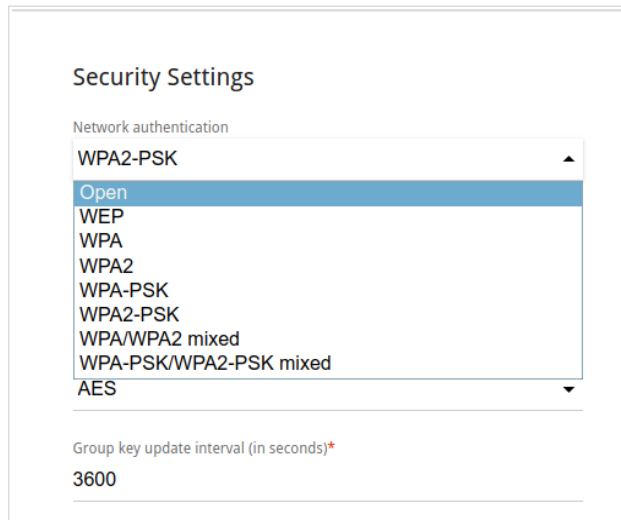 Security Settings
Network authentication
WPA2-PSK
Open
WEP
WPA
WPA2
WPA-PSK
WPA2-PSK
WPA/WPA2 mixed
WPA-PSK/WPA2-PSK mixed
AES
Group key update interval (in seconds)*
3600